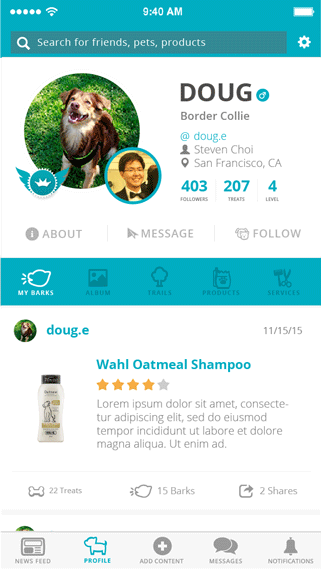 9:40 AM
Search for friends, pets, products
DOUG
Border Collie
@ doug.e
Steven Choi
San Francisco, CA
403 207 4
FOLLOWERS TREATS LEVEL
ABOUT MESSAGE FOLLOW
MY BARKS ALBUM TRAILS PRODUCTS SERVICES
doug.e 11/15/15
Wahl Oatmeal Shampoo
Lorem ipsum dolor sit amet, consecte-
tur adipiscing elit, sed do eiusmod
tempor incididunt ut labore et dolore
magna aliqua. Ut enim ad.
22 Treats 15 Barks 2 Shares
NEWS FEED PROFILE ADD CONTENT MESSAGES NOTIFICATIONS